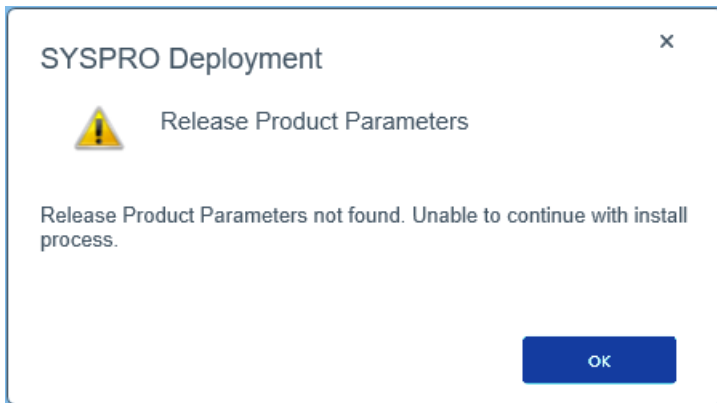 SYSPRO Deployment
Release Product Parameters
Release Product Parameters not found. Unable to continue with install
process.
OK